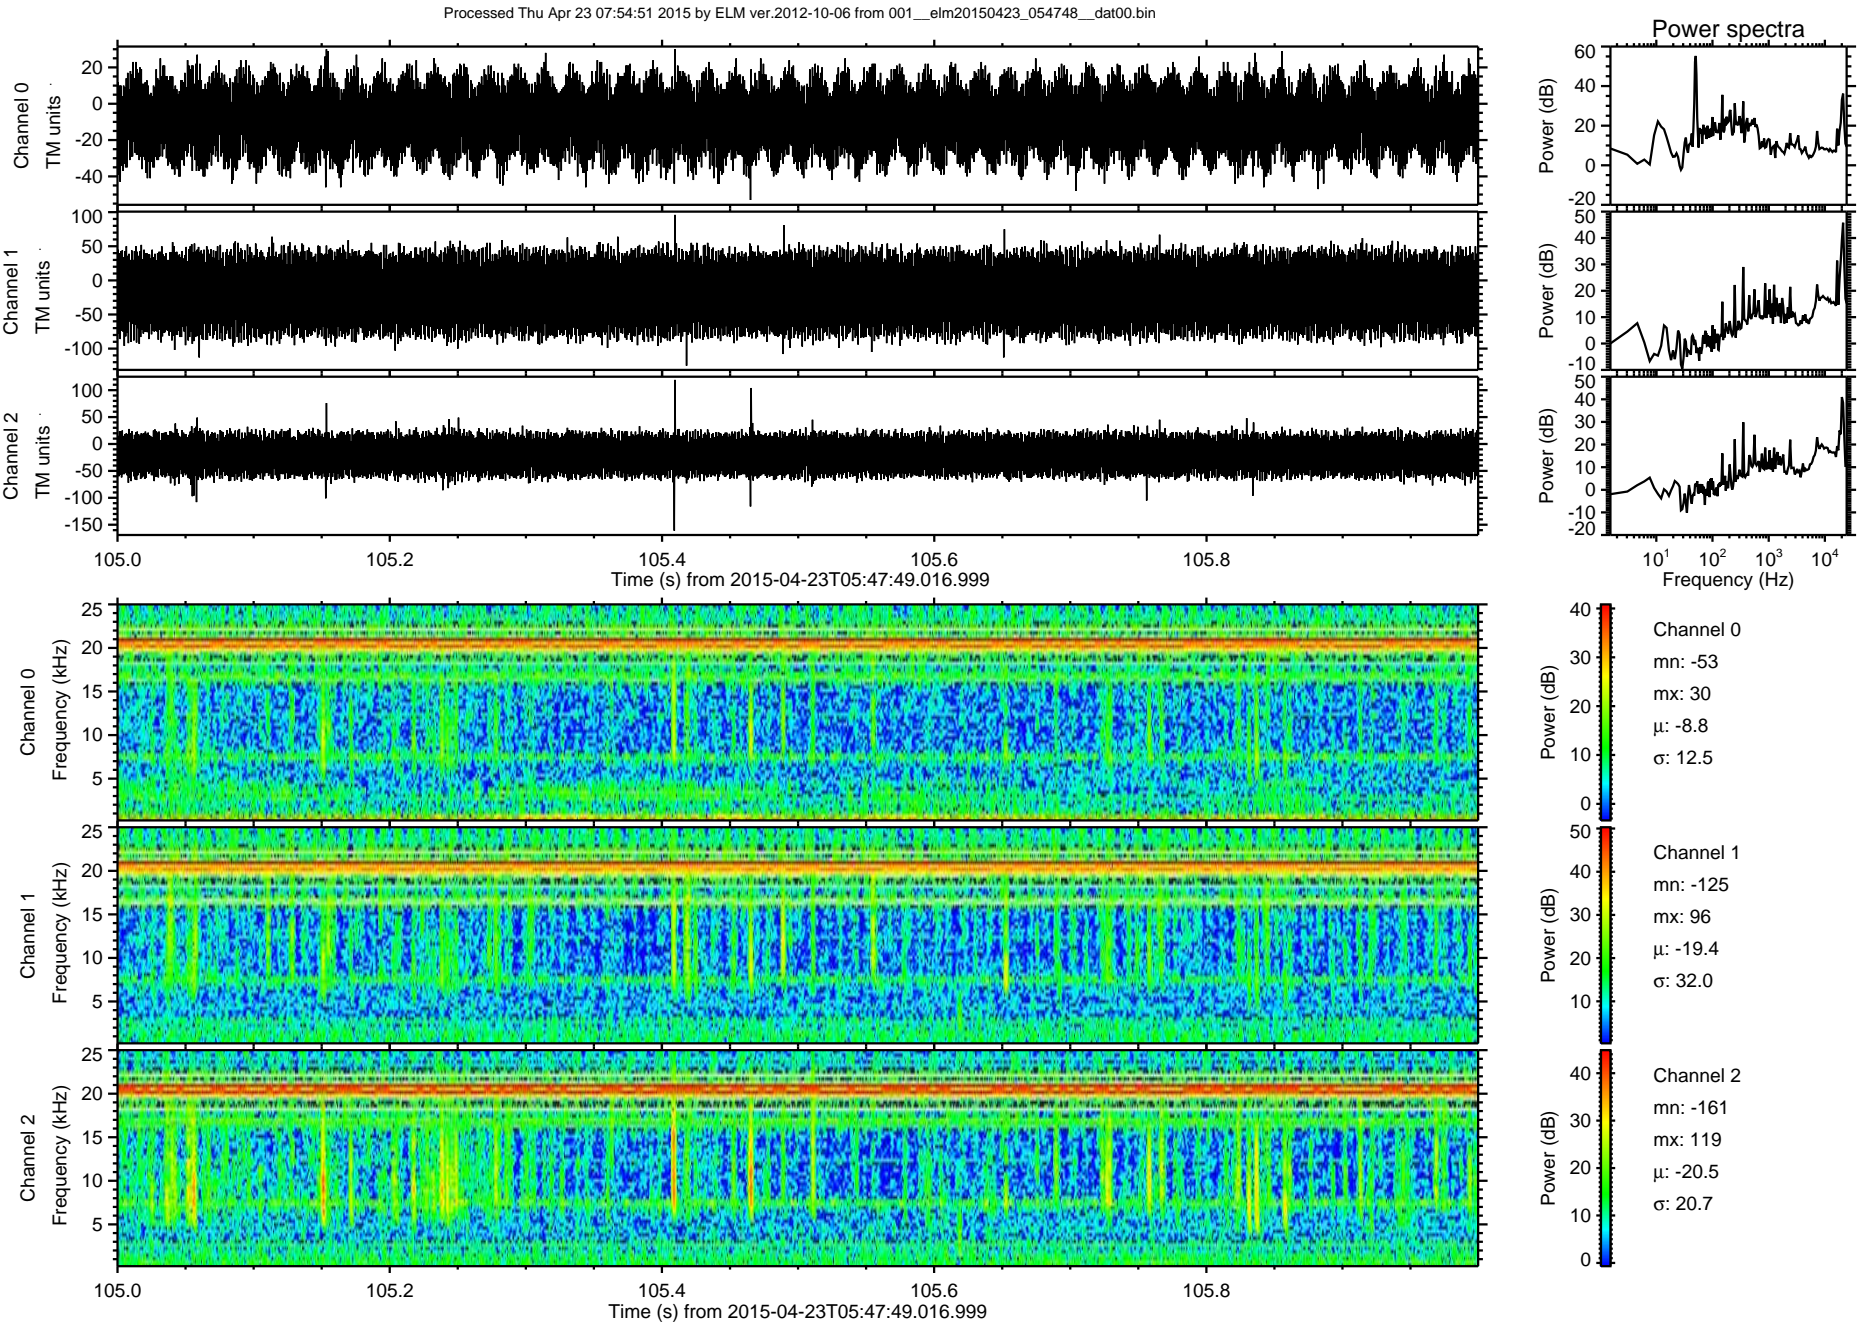 Processed Thu Apr 23 07:54:51 2015 by ELM ver.2012-10-06 from 001__elm20150423_054748__dat00.bin
Power spectra
Channel 0
TM units
20
0
-20
-40
Power (dB)
60
40
20
0
-20
Channel 1
TM units
100
50
0
-50
-100
Power (dB)
50
40
30
20
10
0
-10
Channel 2
TM units
100
50
0
-50
-100
-150
Power (dB)
50
40
30
20
10
0
-10
-20
105.0 105.2 105.4 105.6 105.8
Time (s) from 2015-04-23T05:47:49.016.999
10¹ 10² 10³ 10⁴
Frequency (Hz)
Channel 0
Frequency (kHz)
25
20
15
10
5
Power (dB)
40
30
20
10
0
Channel 0
mn: -53
mx: 30
μ: -8.8
σ: 12.5
Channel 1
Frequency (kHz)
25
20
15
10
5
Power (dB)
50
40
30
20
10
Channel 1
mn: -125
mx: 96
μ: -19.4
σ: 32.0
Channel 2
Frequency (kHz)
25
20
15
10
5
Power (dB)
40
30
20
10
0
Channel 2
mn: -161
mx: 119
μ: -20.5
σ: 20.7
105.0 105.2 105.4 105.6 105.8
Time (s) from 2015-04-23T05:47:49.016.999